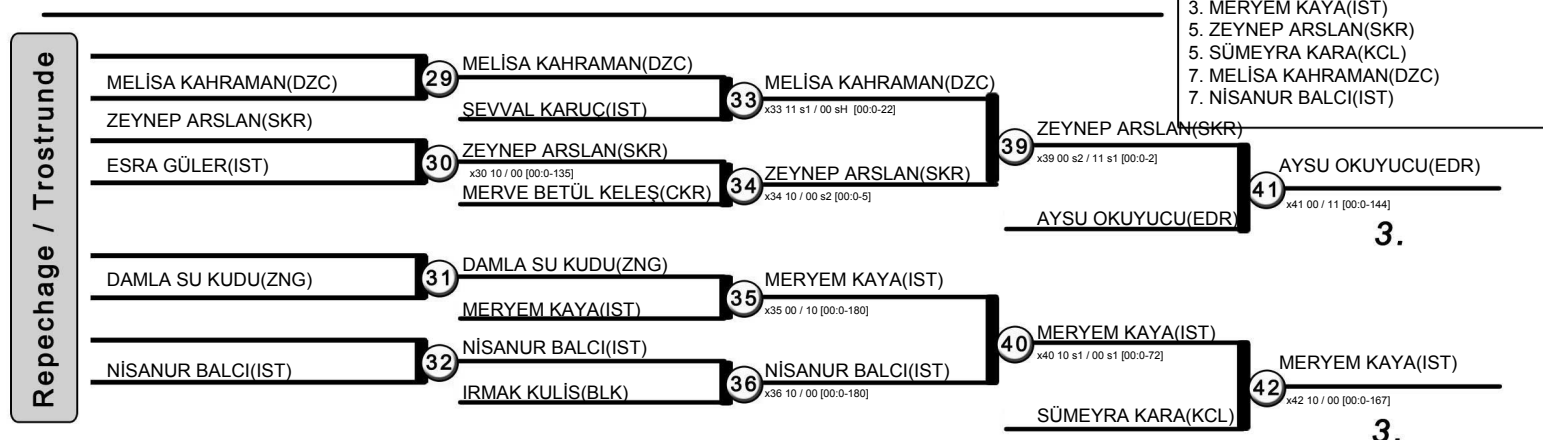 3. MERYEM KAYA(IST)
5. ZEYNEP ARSLAN(SKR)
5. SÜMEYRA KARA(KCL)
7. MELİSA KAHRAMAN(DZC)
7. NİSANUR BALCI(IST)
Repechage / Trostrunde
MELİSA KAHRAMAN(DZC)
ZEYNEP ARSLAN(SKR)
ESRA GÜLER(IST)
DAMLA SU KUDU(ZNG)
NİSANUR BALCI(IST)
29
30
31
32
MELİSA KAHRAMAN(DZC)
ŞEVVAL KARUÇ(IST)
ZEYNEP ARSLAN(SKR)
x30 10 / 00 [00:0-135]
MERVE BETÜL KELEŞ(CKR)
DAMLA SU KUDU(ZNG)
MERYEM KAYA(IST)
NİSANUR BALCI(IST)
IRMAK KULİS(BLK)
33
34
35
36
MELİSA KAHRAMAN(DZC)
x33 11 s1 / 00 sH [00:0-22]
ZEYNEP ARSLAN(SKR)
x34 10 / 00 s2 [00:0-5]
MERYEM KAYA(IST)
x35 00 / 10 [00:0-180]
NİSANUR BALCI(IST)
x36 10 / 00 [00:0-180]
39
40
ZEYNEP ARSLAN(SKR)
x39 00 s2 / 11 s1 [00:0-2]
AYSU OKUYUCU(EDR)
MERYEM KAYA(IST)
x40 10 s1 / 00 s1 [00:0-72]
SÜMEYRA KARA(KCL)
41
42
AYSU OKUYUCU(EDR)
x41 00 / 11 [00:0-144]
3.
MERYEM KAYA(IST)
x42 10 / 00 [00:0-167]
3.